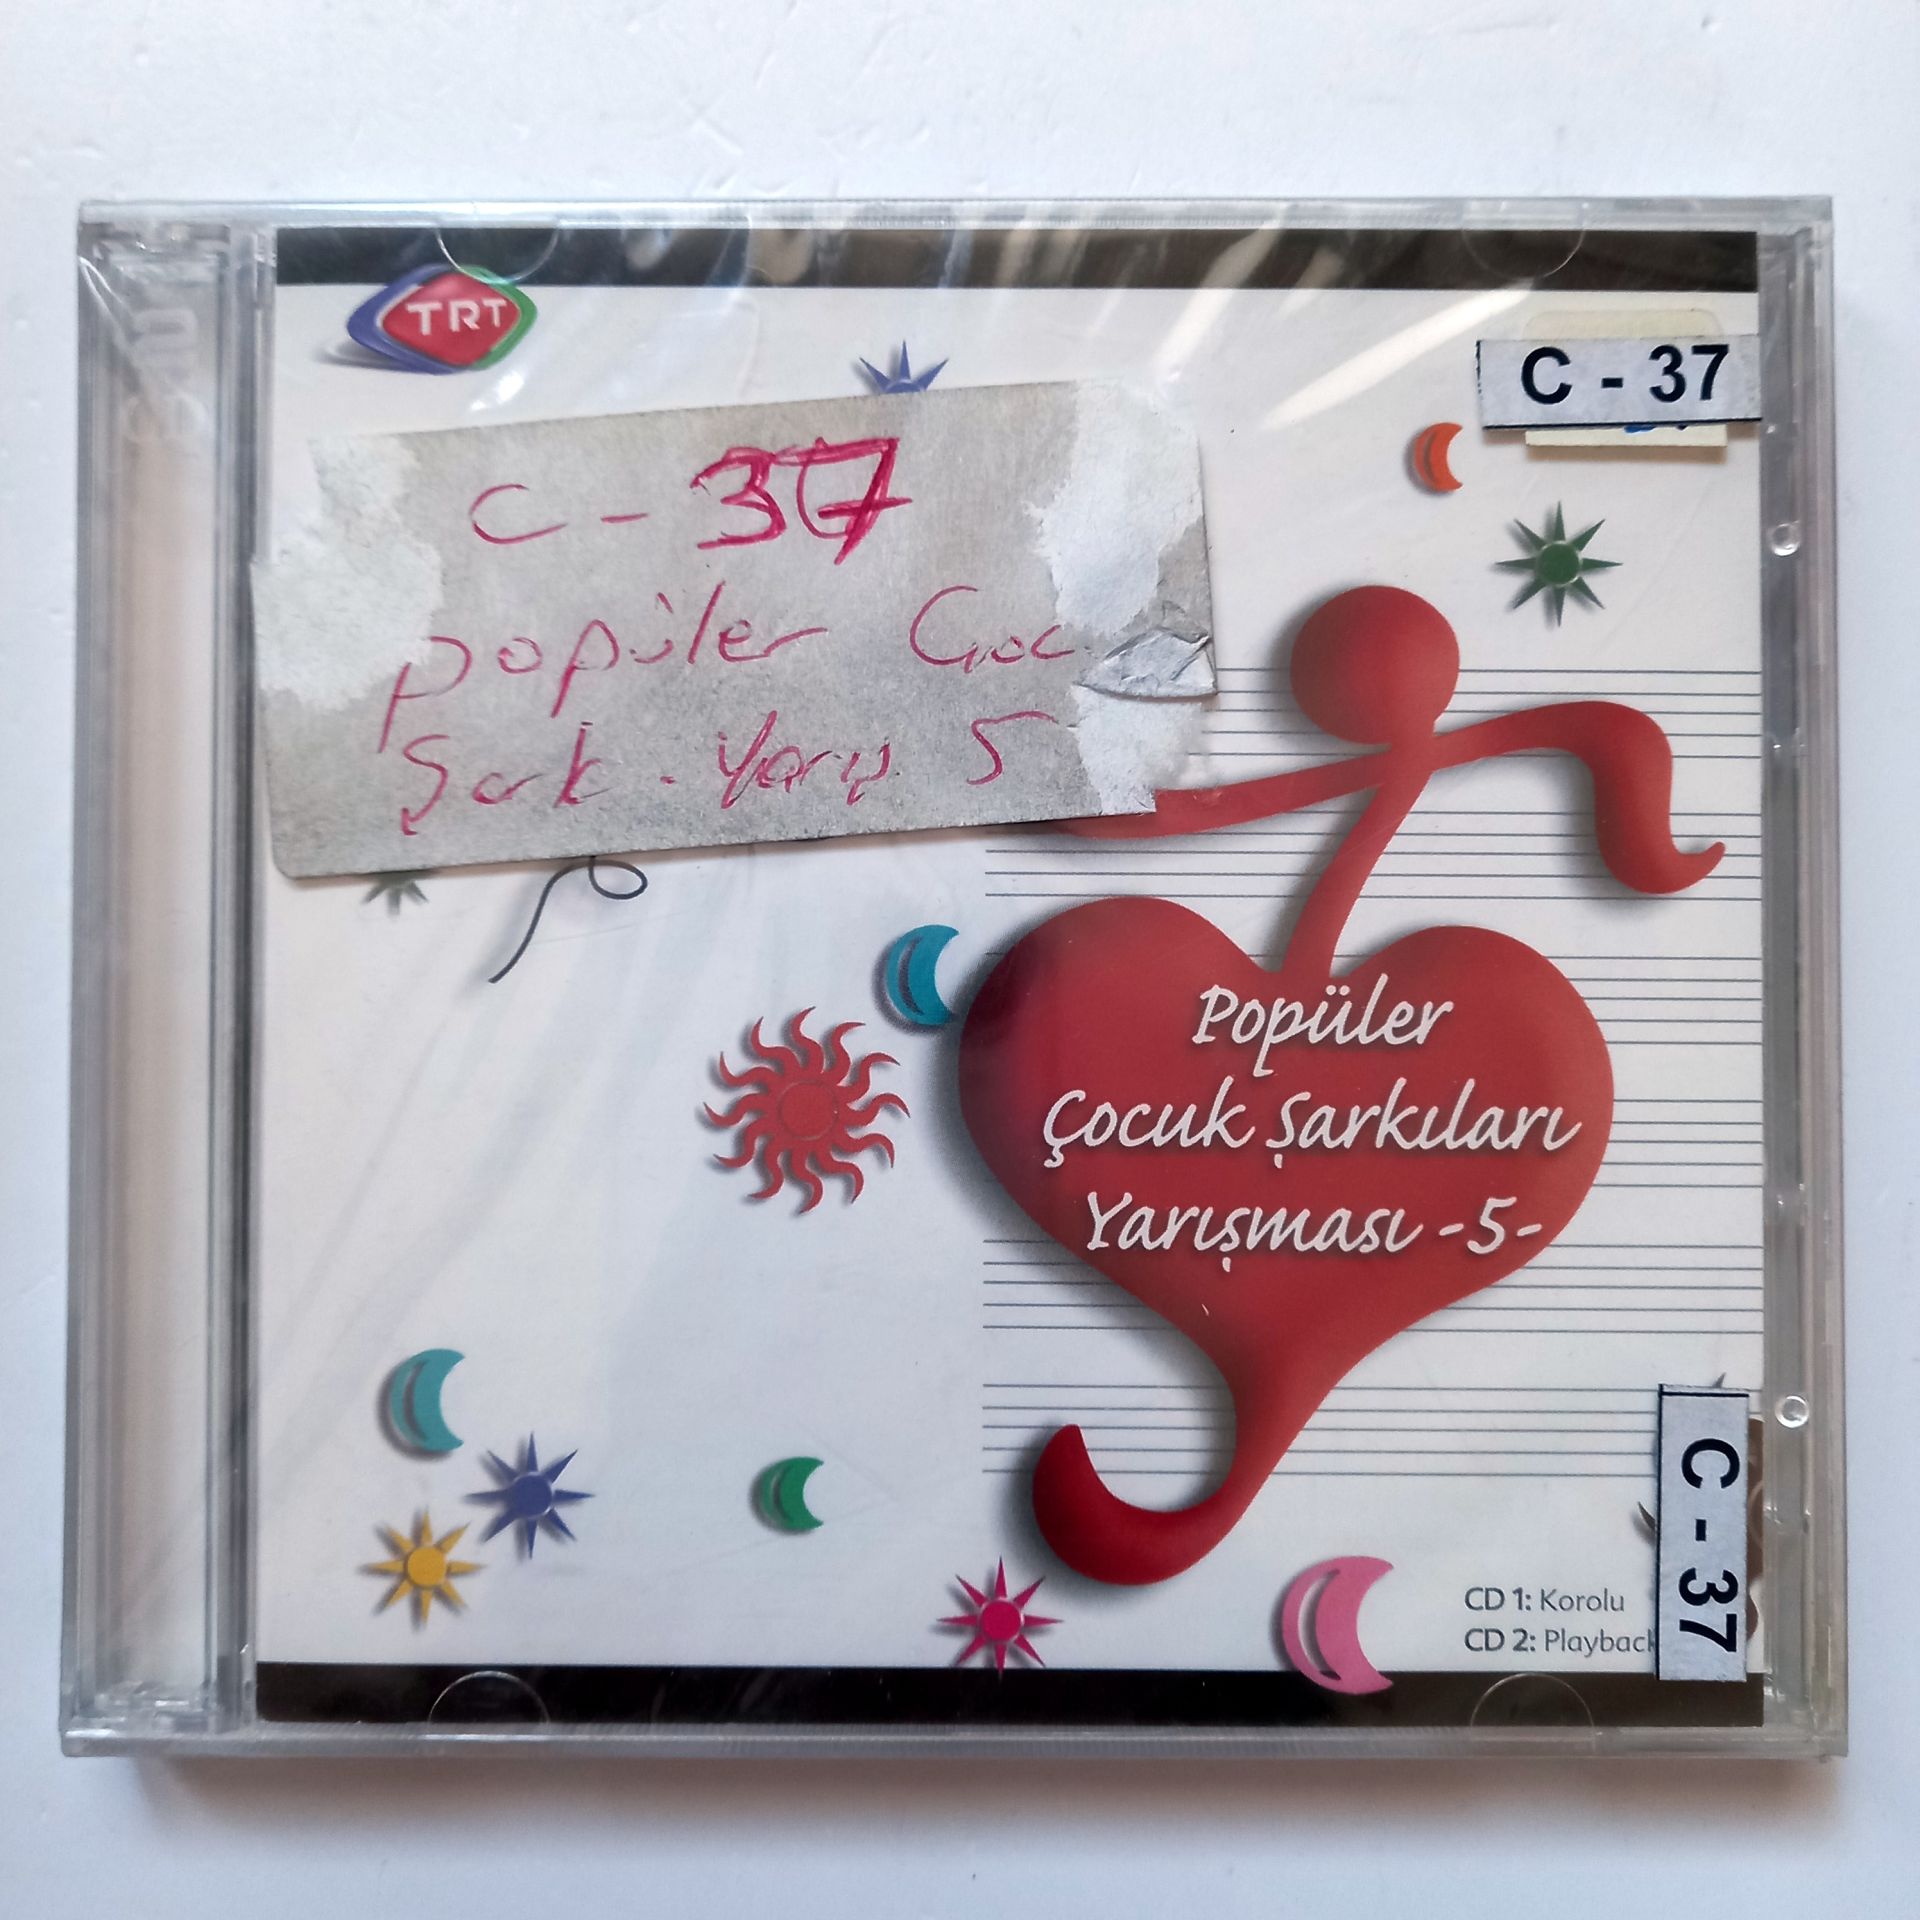 TRT
C - 37
C - 37
popüler Çoc.
Şark. Yarış 5
Popüler
Çocuk Şarkıları
Yarışması -5-
CD 1: Korolu
CD 2: Playback
C - 37